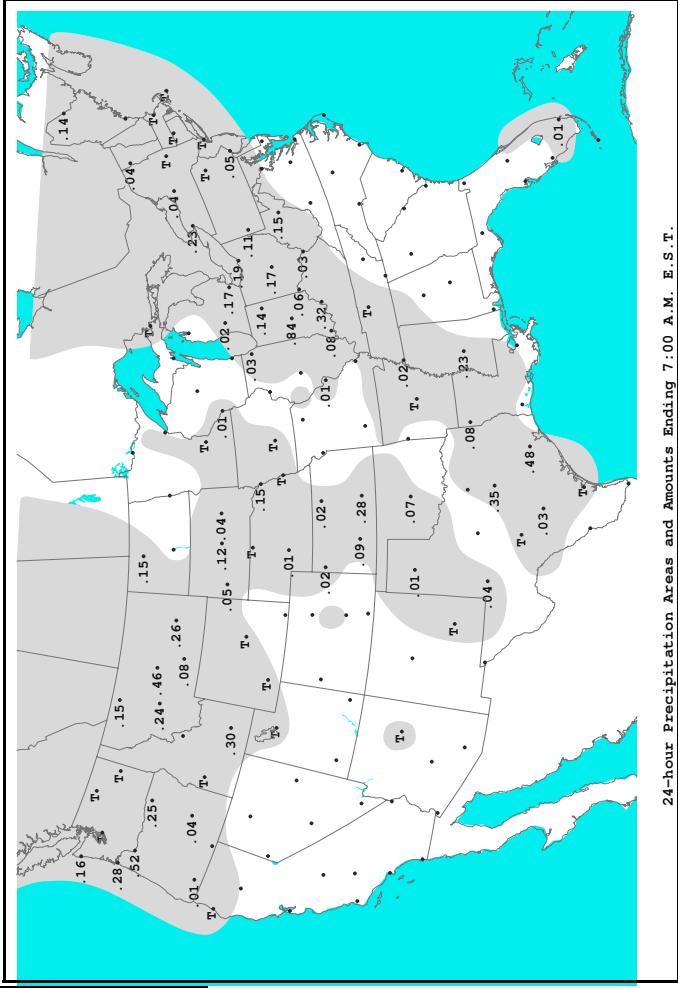 .14
.16
T
T
.28
.15
T
.04
.52
.15
T
.25
T
.24 .46
T
T
T
.04
.26
.08
.04
.23
.01
T
T
T
T
T
.12 .04
.01
.02
.05
.17
.05
.30
.19
T
.11
.03
T
.15
.14
T
.17
T
T
.15
T
.01
.84
.06
.03
.02
.32
.02
.01
.08
.09
.28
T
T
.02
.07
.01
T
T
.23
.08
.04
.35
T
.48
.03
.01
T
24-hour Precipitation Areas and Amounts Ending 7:00 A.M. E.S.T.